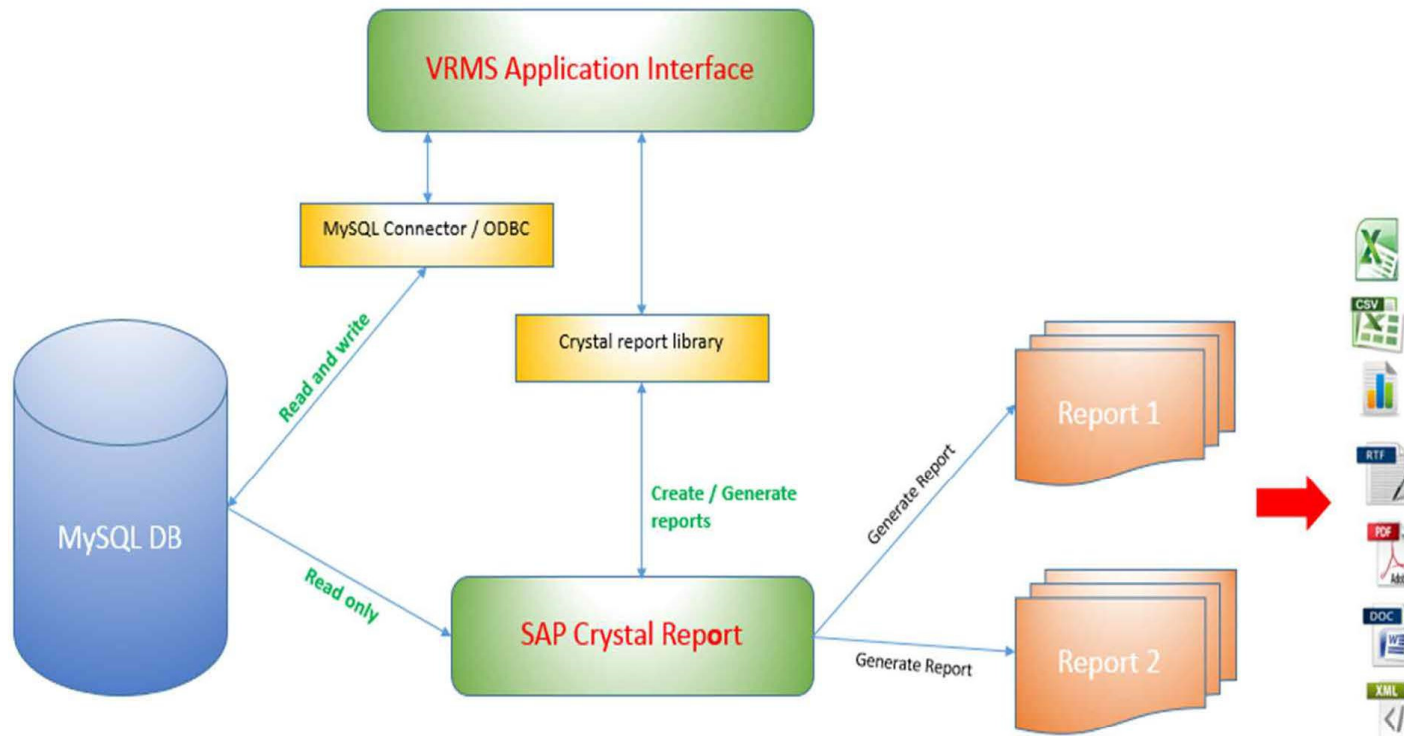 VRMS Application Interface
MySQL Connector / ODBC
Crystal report library
Read and write
MySQL DB
Read only
Create / Generate
reports
SAP Crystal Report
Generate Report
Generate Report
Report 1
Report 2
X
CSV
X
RTF
PDF
DOC
XML
</>